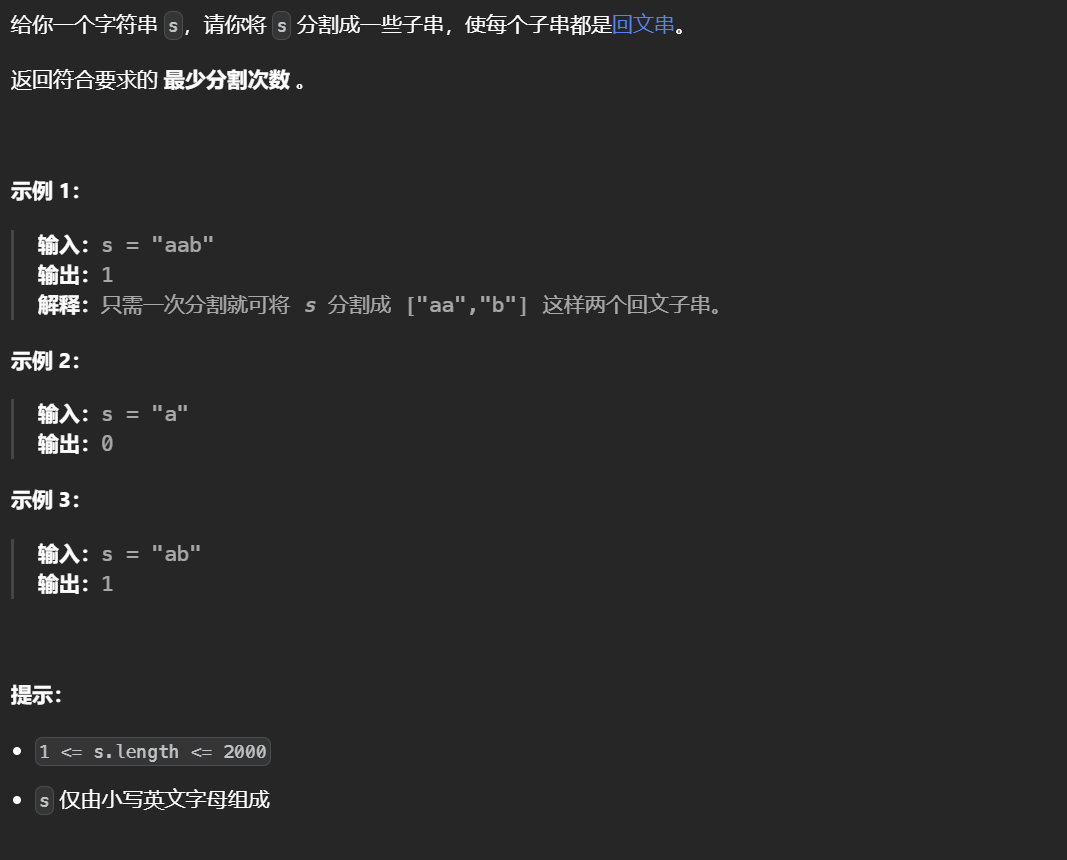 给你一个字符串 s，请你将 s 分割成一些子串，使每个子串都是回文串。
返回符合要求的 最少分割次数 。
示例 1：
输入：s = "aab"
输出：1
解释：只需一次分割就可将 s 分割成 ["aa","b"] 这样两个回文子串。
示例 2：
输入：s = "a"
输出：0
示例 3：
输入：s = "ab"
输出：1
提示：
• 1 <= s.length <= 2000
• s 仅由小写英文字母组成